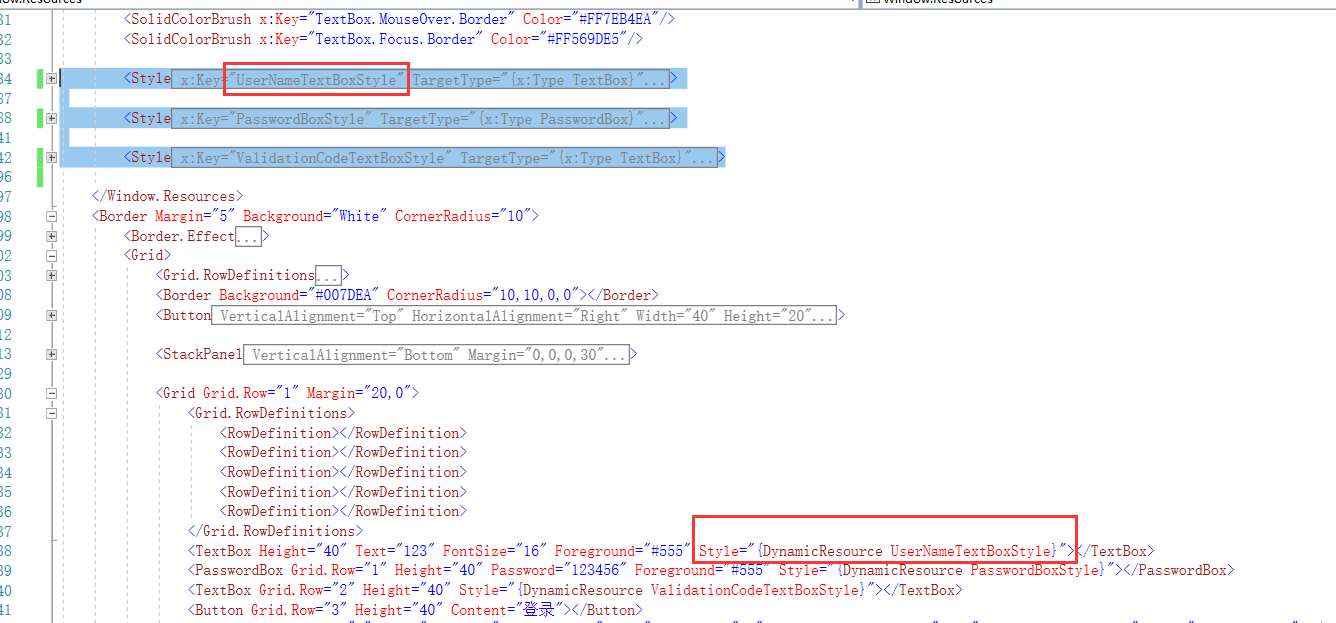 Window.Resources
31 <SolidColorBrush x:Key="TextBox.MouseOver.Border" Color="#FF7EB4EA"/>
32 <SolidColorBrush x:Key="TextBox.Focus.Border" Color="#FF569DE5"/>
33
34 <Style x:Key="UserNameTextBoxStyle" TargetType="{x:Type TextBox}"...>
37
38 <Style x:Key="PasswordBoxStyle" TargetType="{x:Type PasswordBox}"...>
41
42 <Style x:Key="ValidationCodeTextBoxStyle" TargetType="{x:Type TextBox}"...>
96
97 </Window.Resources>
98 <Border Margin="5" Background="White" CornerRadius="10">
99 <Border.Effect...>
02 <Grid>
03 <Grid.RowDefinitions...>
08 <Border Background="#007DEA" CornerRadius="10,10,0,0"></Border>
09 <Button VerticalAlignment="Top" HorizontalAlignment="Right" Width="40" Height="20"...>
12
13 <StackPanel VerticalAlignment="Bottom" Margin="0,0,0,30"...>
29
30 <Grid Grid.Row="1" Margin="20,0">
31 <Grid.RowDefinitions>
32 <RowDefinition></RowDefinition>
33 <RowDefinition></RowDefinition>
34 <RowDefinition></RowDefinition>
35 <RowDefinition></RowDefinition>
36 <RowDefinition></RowDefinition>
37 </Grid.RowDefinitions>
38 <TextBox Height="40" Text="123" FontSize="16" Foreground="#555" Style="{DynamicResource UserNameTextBoxStyle}"></TextBox>
39 <PasswordBox Grid.Row="1" Height="40" Password="123456" Foreground="#555" Style="{DynamicResource PasswordBoxStyle}"></PasswordBox>
40 <TextBox Grid.Row="2" Height="40" Style="{DynamicResource ValidationCodeTextBoxStyle}"></TextBox>
41 <Button Grid.Row="3" Height="40" Content="登录"></Button>